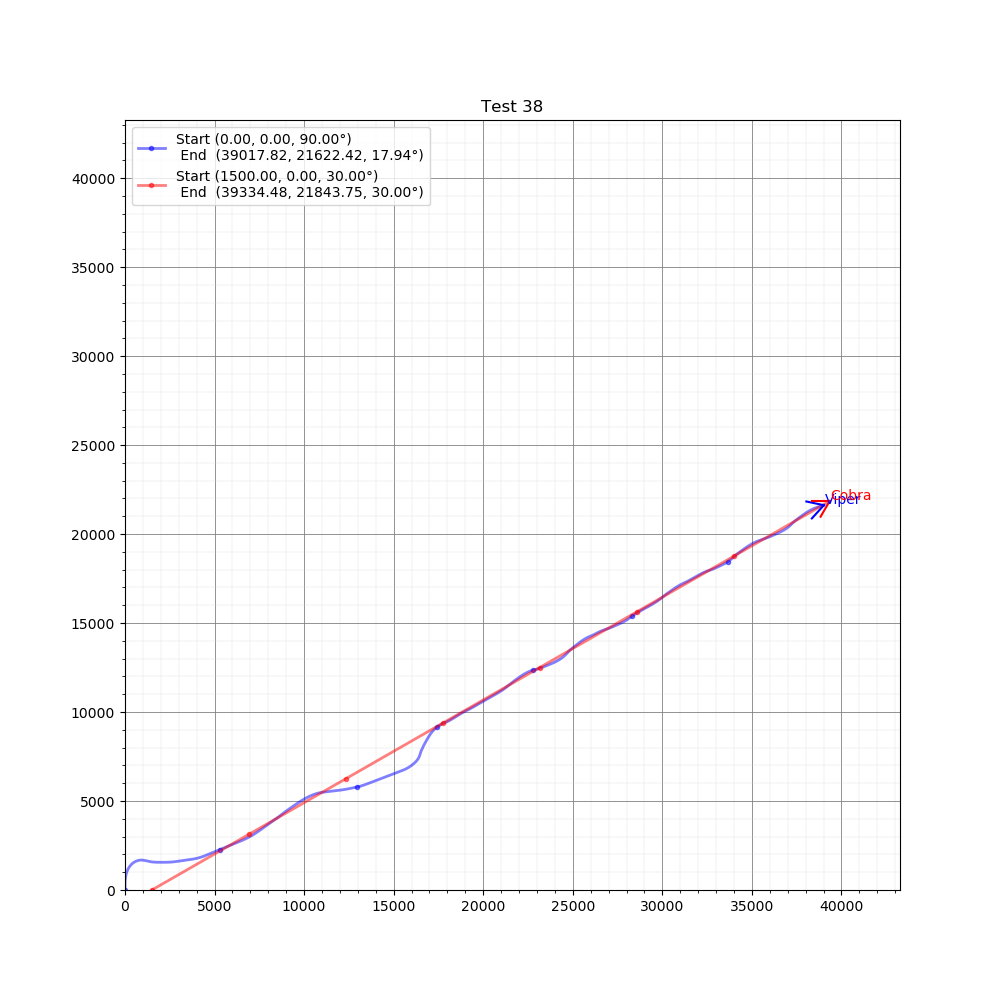 Test 38
Start (0.00, 0.00, 90.00°)
End (39017.82, 21622.42, 17.94°)
Start (1500.00, 0.00, 30.00°)
End (39334.48, 21843.75, 30.00°)
40000
35000
30000
25000
Cobra
Viper
20000
15000
10000
5000
0
0 5000 10000 15000 20000 25000 30000 35000 40000